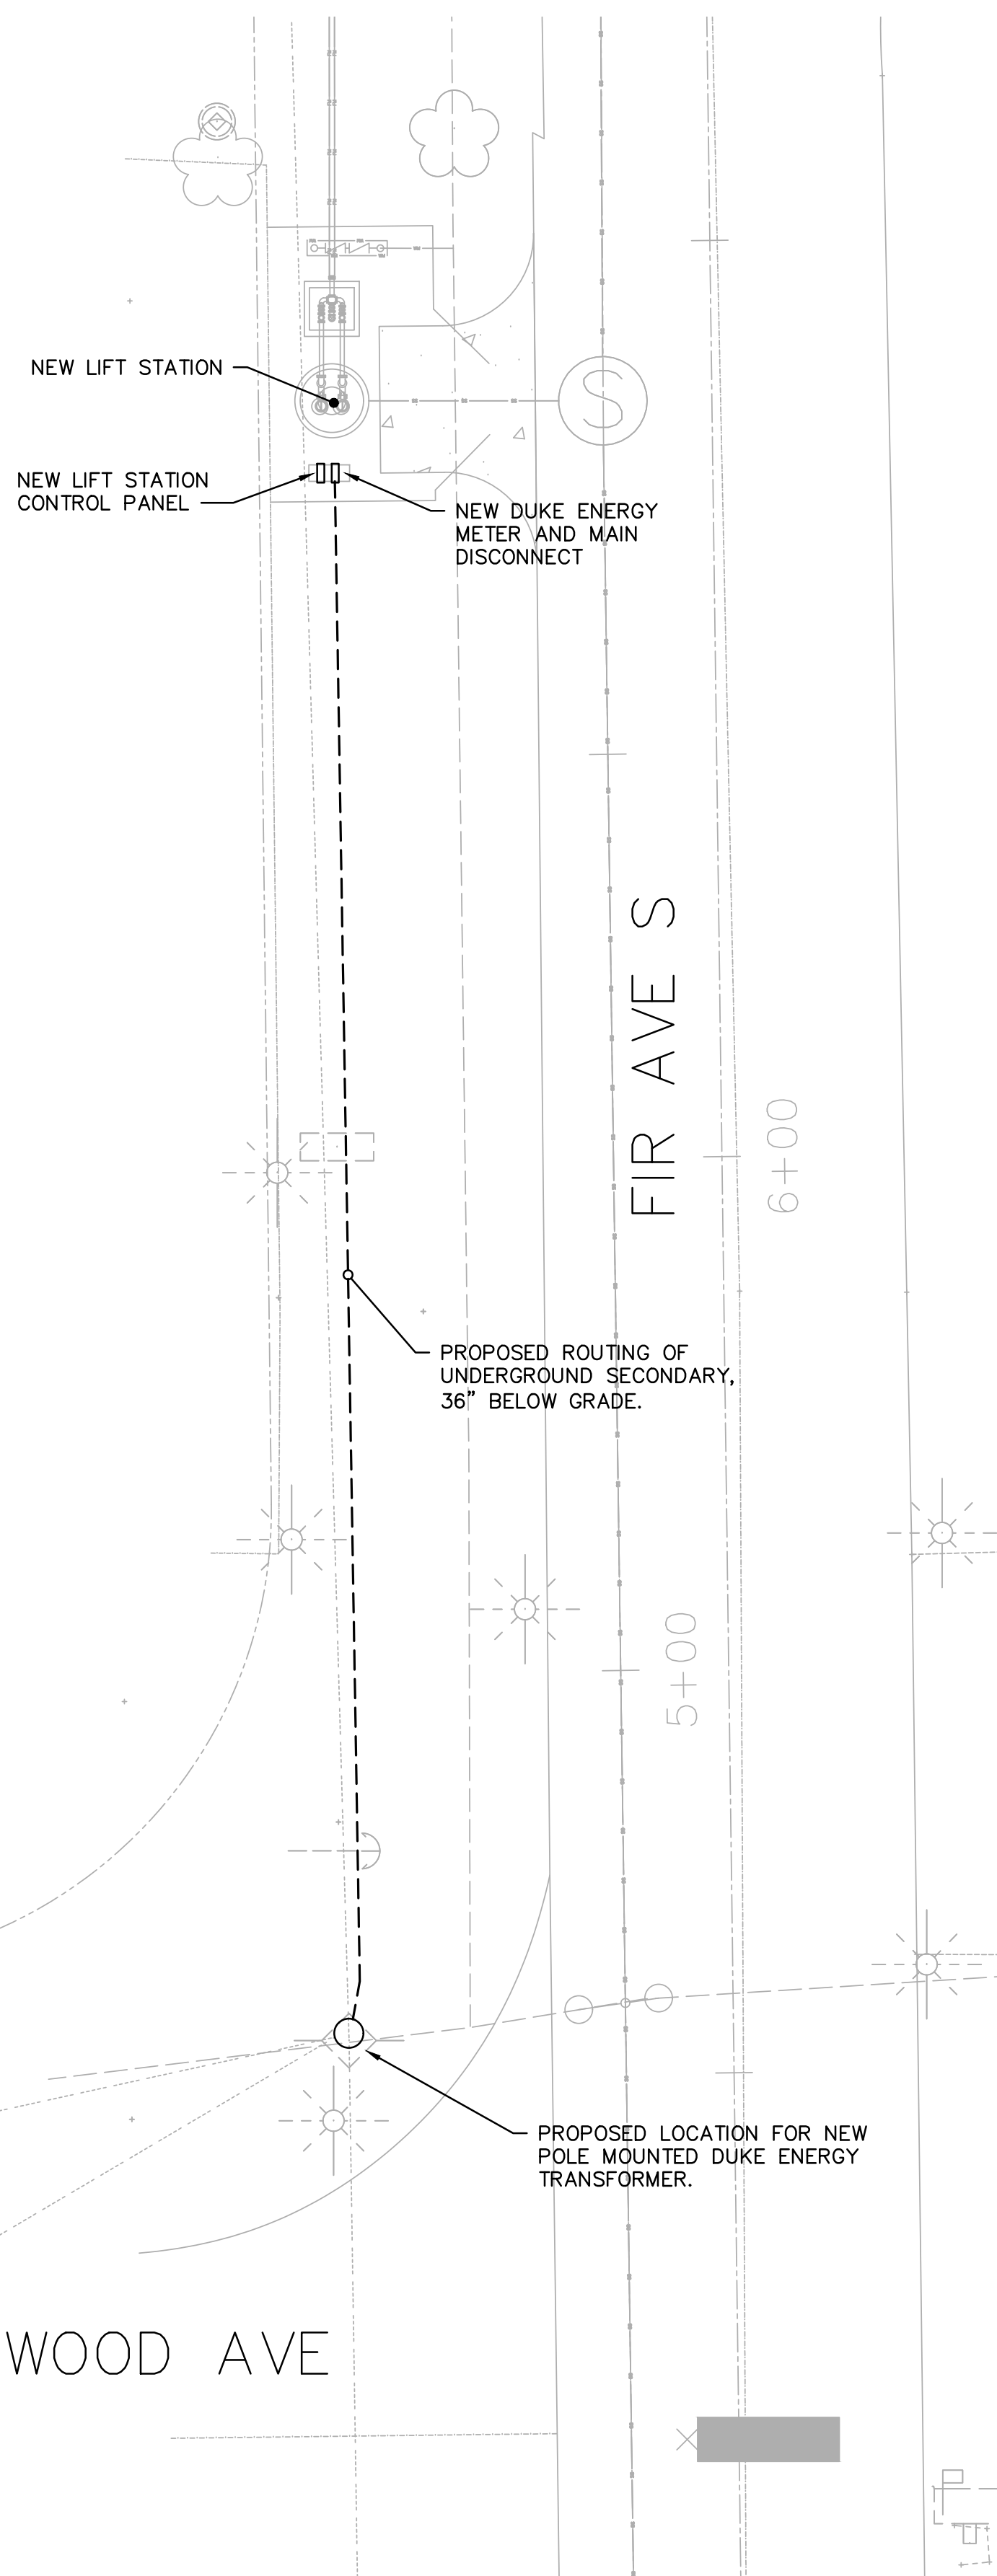 NEW LIFT STATION
NEW LIFT STATION
CONTROL PANEL
NEW DUKE ENERGY
METER AND MAIN
DISCONNECT
FIR AVE S
6+00
PROPOSED ROUTING OF
UNDERGROUND SECONDARY,
36" BELOW GRADE.
5+00
PROPOSED LOCATION FOR NEW
POLE MOUNTED DUKE ENERGY
TRANSFORMER.
WOOD AVE
S